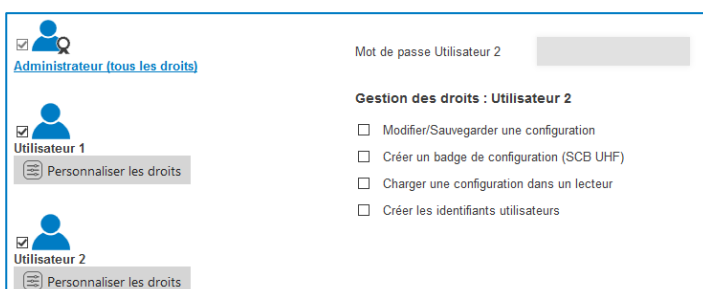 Administrateur (tous les droits)
Utilisateur 1
Personnaliser les droits
Utilisateur 2
Personnaliser les droits
Mot de passe Utilisateur 2
Gestion des droits : Utilisateur 2
Modifier/Sauvegarder une configuration
Créer un badge de configuration (SCB UHF)
Charger une configuration dans un lecteur
Créer les identifiants utilisateurs